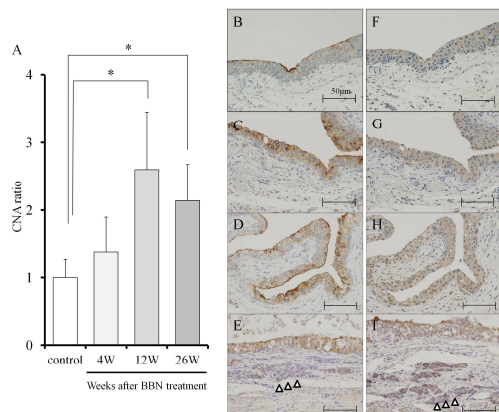 A
*
*
4
3
2
1
0
CNA ratio
control
4W
12W
26W
Weeks after BBN treatment
B
50μm
F
C
G
D
H
E
I